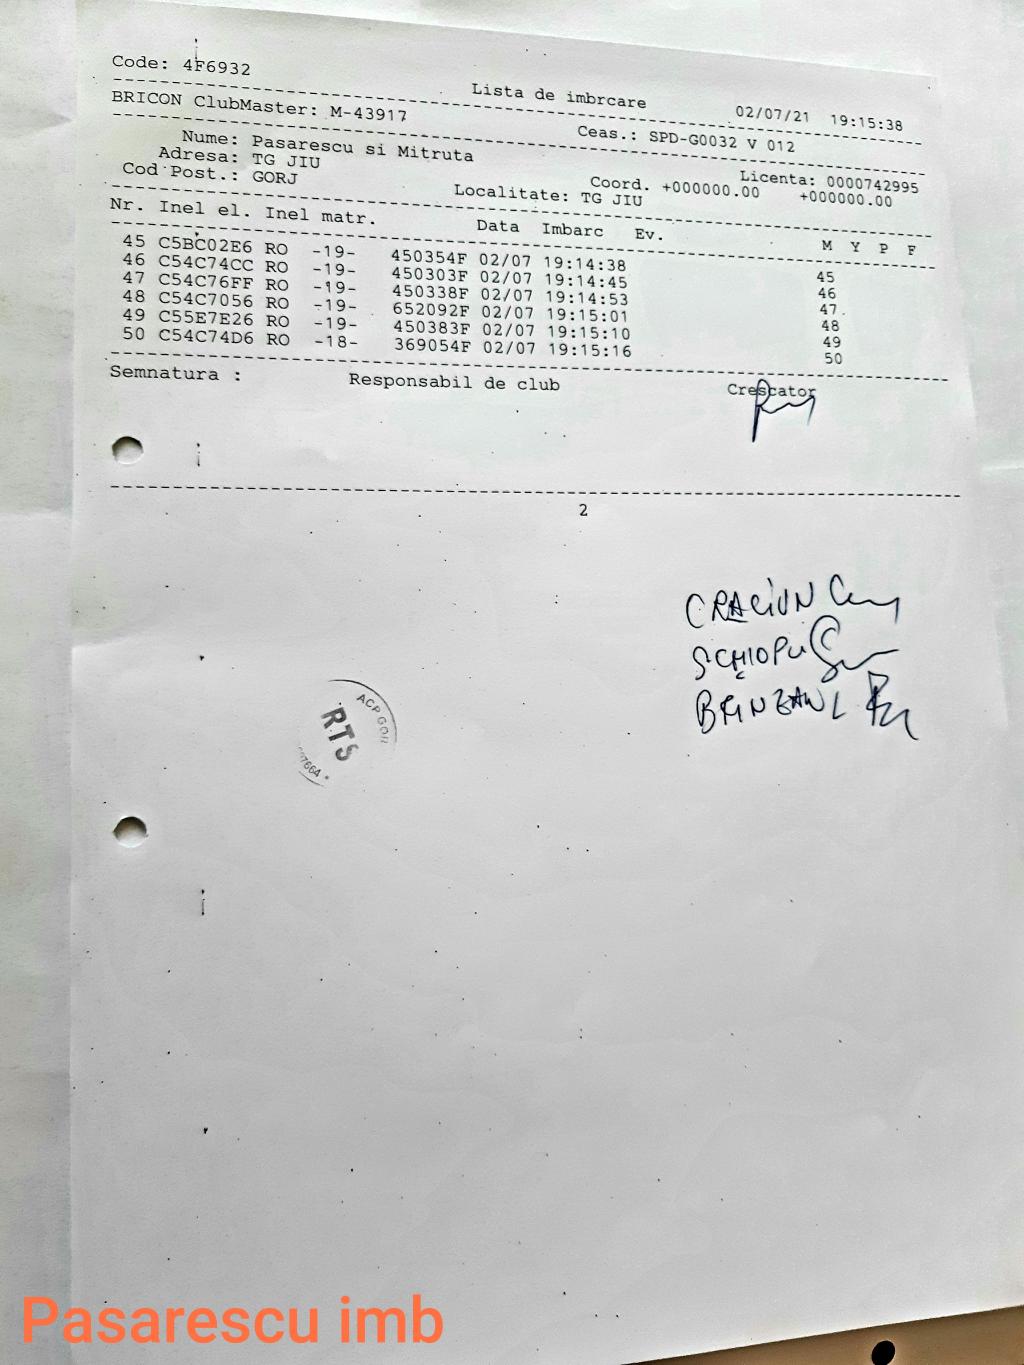 Code: 4F6932
Lista de imbrcare 02/07/21 19:15:38
BRICON ClubMaster: M-43917 Ceas.: SPD-G0032 V 012
Nume: Pasarescu si Mitruta Licenta: 0000742995
Adresa: TG JIU Coord. +000000.00 +000000.00
Cod Post.: GORJ Localitate: TG JIU
Nr. Inel el. Inel matr. Data Imbarc Ev. M Y P F
45 C5BC02E6 RO -19- 450354F 02/07 19:14:38 45
46 C54C74CC RO -19- 450303F 02/07 19:14:45 46
47 C54C76FF RO -19- 450338F 02/07 19:14:53 47
48 C54C7056 RO -19- 652092F 02/07 19:15:01 48
49 C55E7E26 RO -19- 450383F 02/07 19:15:10 49
50 C54C74D6 RO -18- 369054F 02/07 19:15:16 50
Semnatura : Responsabil de club Crescator
2
CRACIUN
SCHIOPU
BRINZAN
ACP GOR
RTS
Pasarescu imb